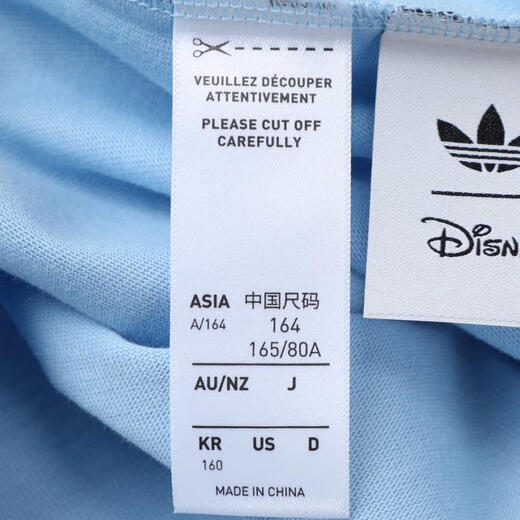 VEUILLEZ DÉCOUPER
ATTENTIVEMENT
PLEASE CUT OFF
CAREFULLY
ASIA 中国尺码
A/164 164
165/80A
AU/NZ J
KR US D
160
MADE IN CHINA